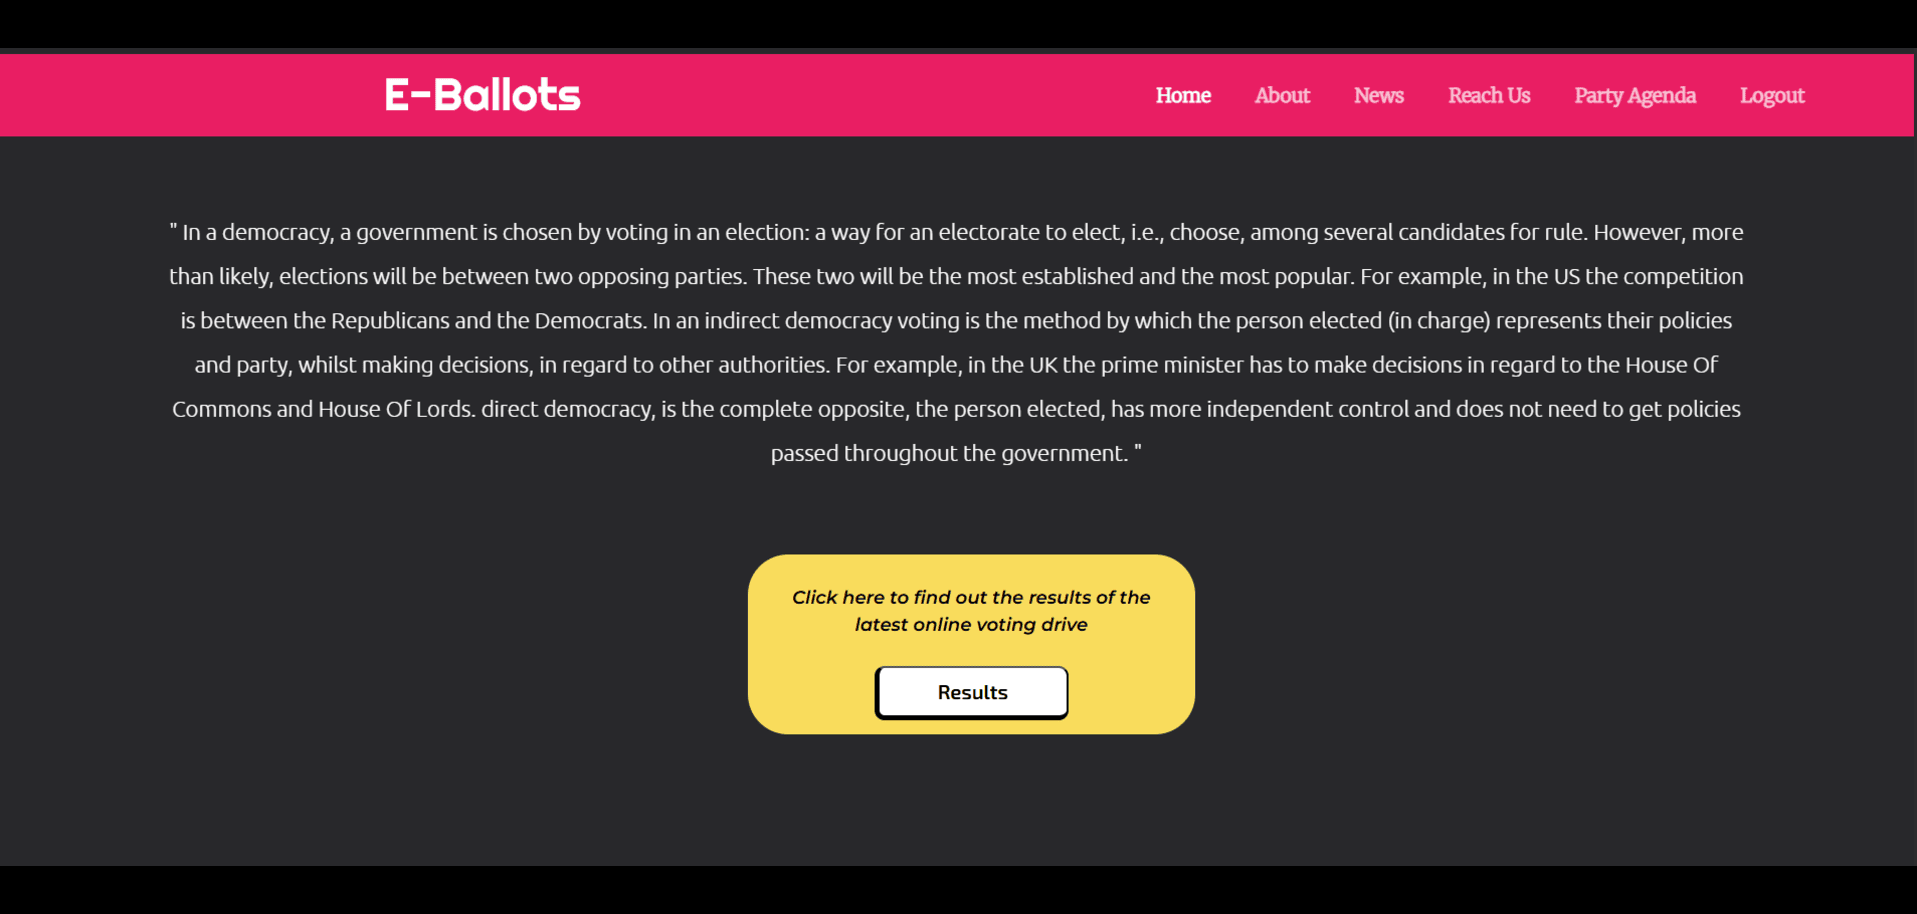 E-Ballots
Home About News Reach Us Party Agenda Logout
" In a democracy, a government is chosen by voting in an election: a way for an electorate to elect, i.e., choose, among several candidates for rule. However, more
than likely, elections will be between two opposing parties. These two will be the most established and the most popular. For example, in the US the competition
is between the Republicans and the Democrats. In an indirect democracy voting is the method by which the person elected (in charge) represents their policies
and party, whilst making decisions, in regard to other authorities. For example, in the UK the prime minister has to make decisions in regard to the House Of
Commons and House Of Lords. direct democracy, is the complete opposite, the person elected, has more independent control and does not need to get policies
passed throughout the government. "
Click here to find out the results of the
latest online voting drive
Results